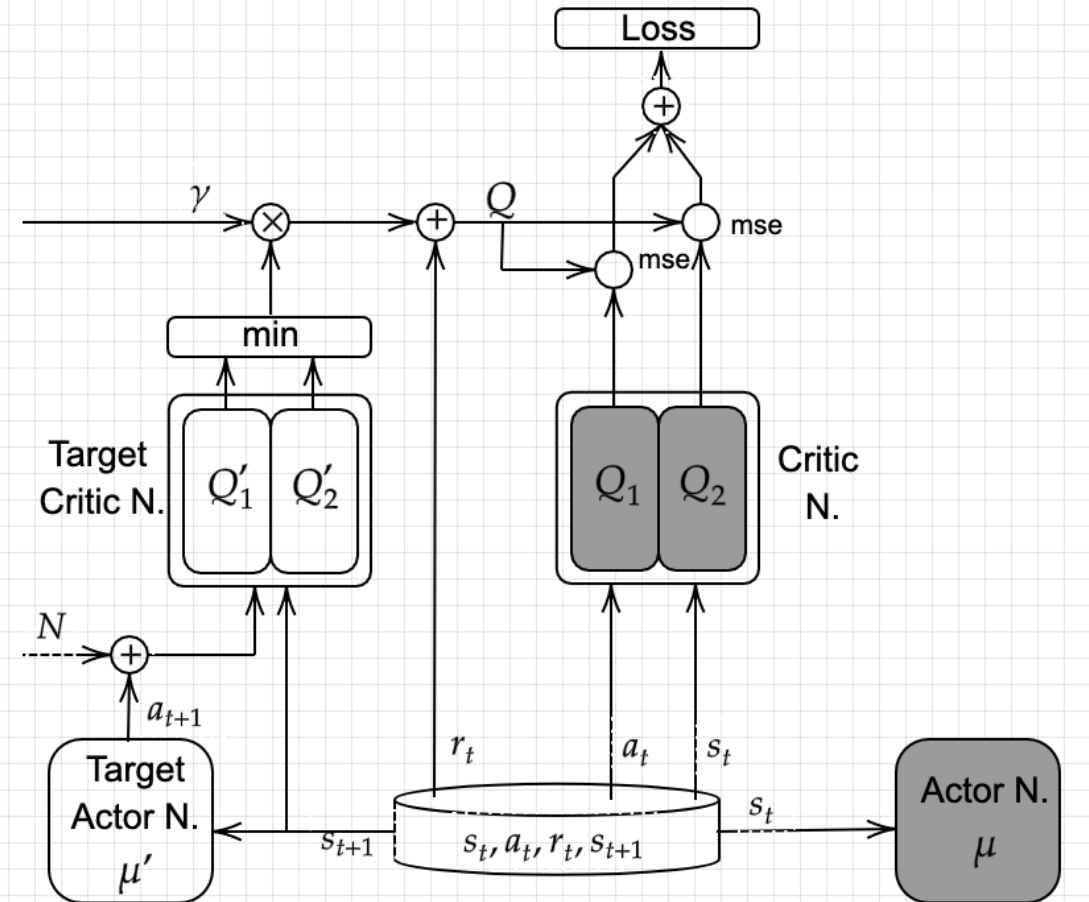 Loss
+
γ
×
+
Q
mse
mse
min
Target
Critic N.
Q′₁
Q′₂
Q₁
Q₂
Critic
N.
N
+
aₜ₊₁
rₜ
aₜ
sₜ
Target
Actor N.
μ′
sₜ₊₁
sₜ, aₜ, rₜ, sₜ₊₁
sₜ
Actor N.
μ